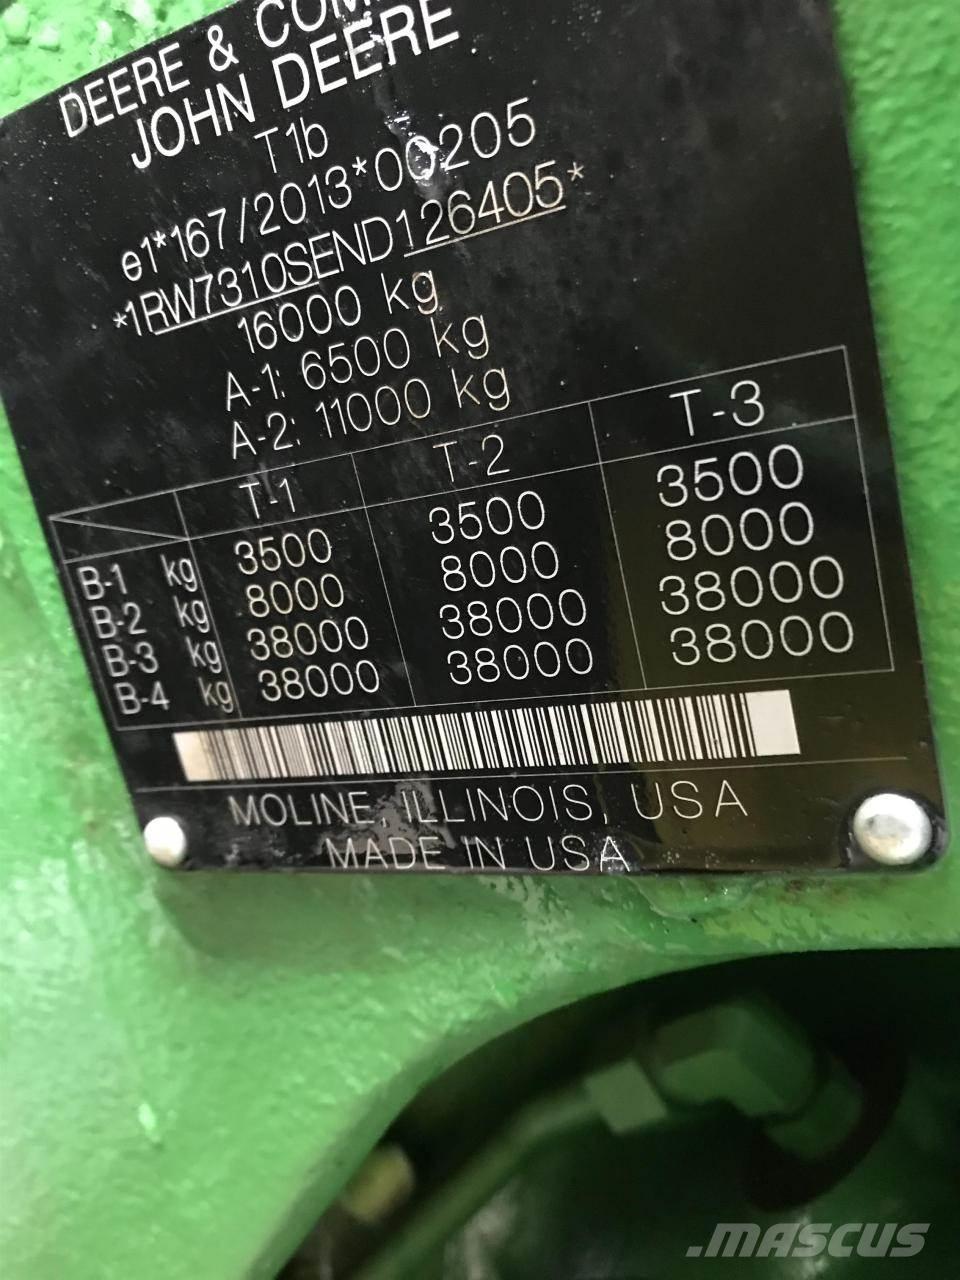 DEERE & COM
JOHN DEERE
T1b
e1*167/2013*00205
*1RW7310SEND126405*
16000 kg
A-1: 6500 kg
A-2: 11000 kg
T-1 T-2 T-3
B-1 kg 3500 3500 3500
B-2 kg 8000 8000 8000
B-3 kg 38000 38000 38000
B-4 kg 38000 38000 38000
MOLINE, ILLINOIS, USA
MADE IN USA
.MASCUS